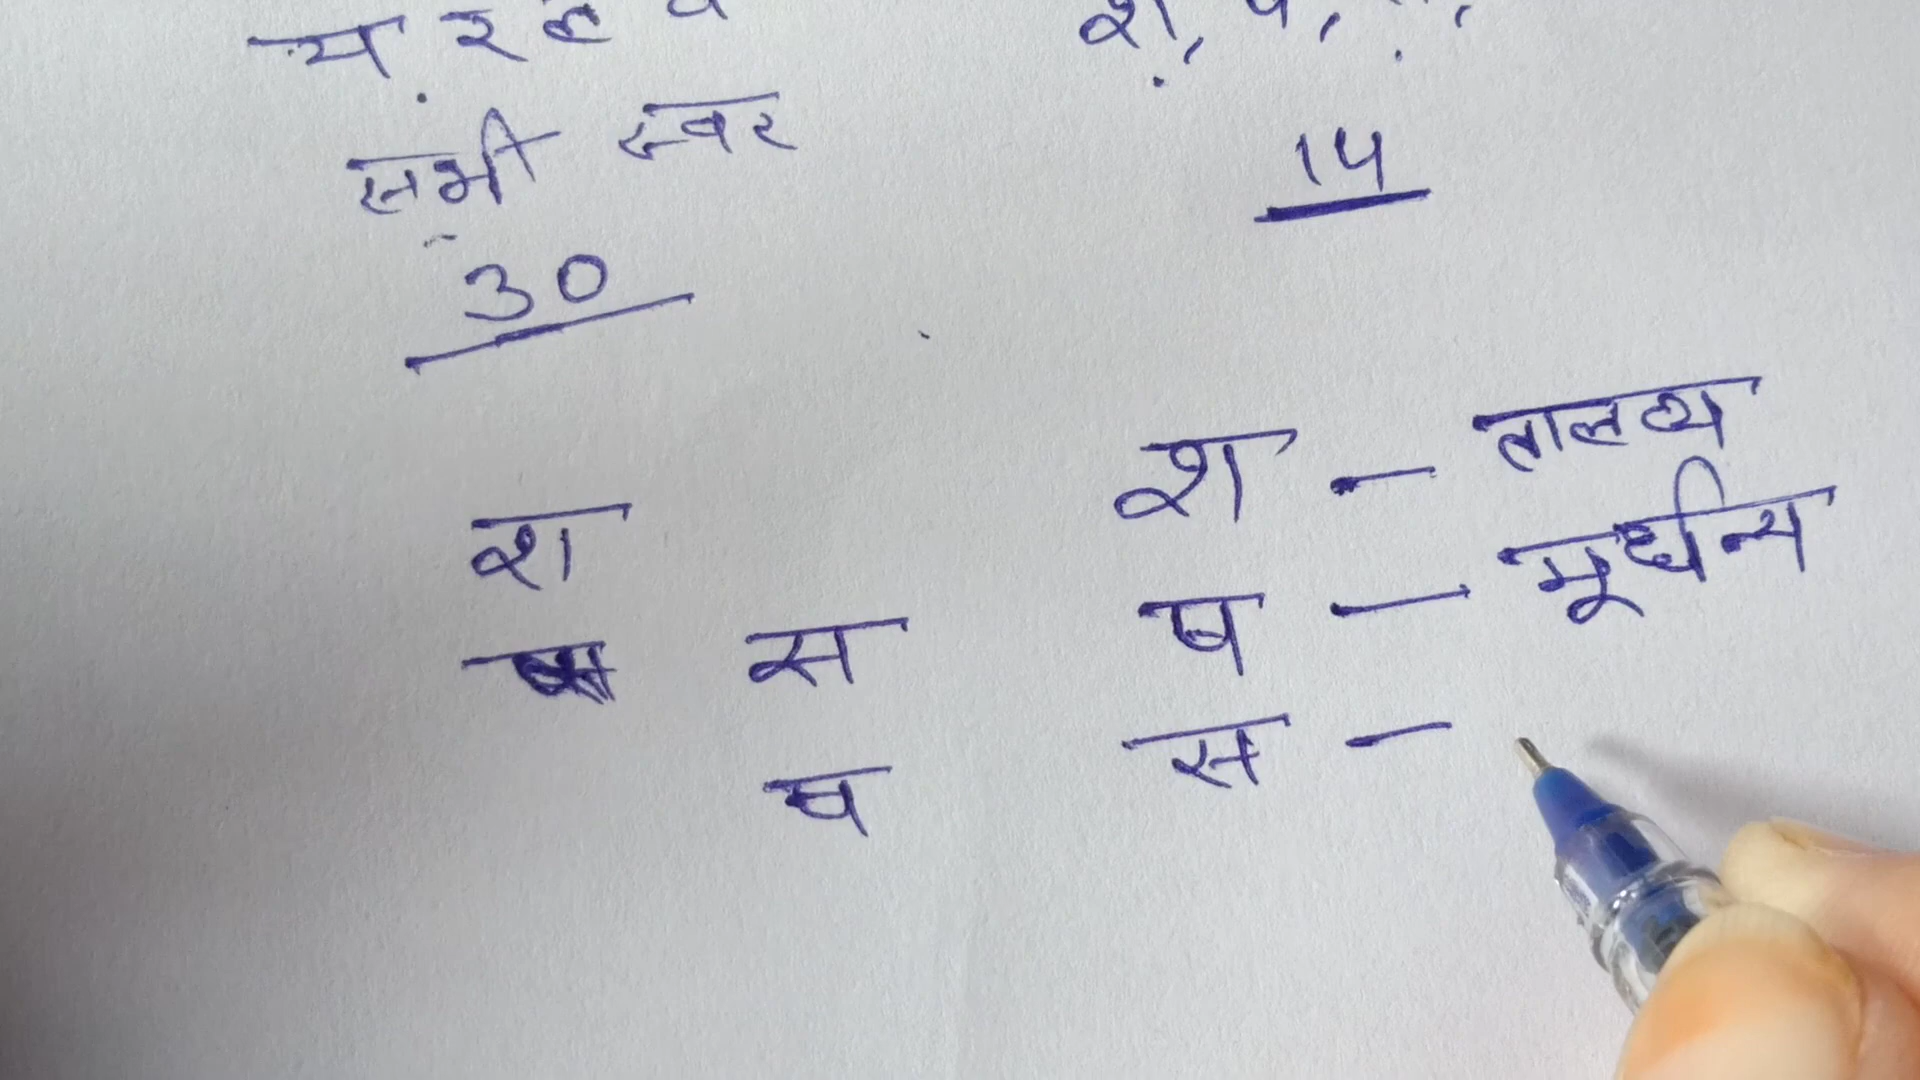 य र ल व
श, ष,
सभी स्वर
14
30
श - तालव्य
श
ष - मूर्धन्य
स
स -
ष